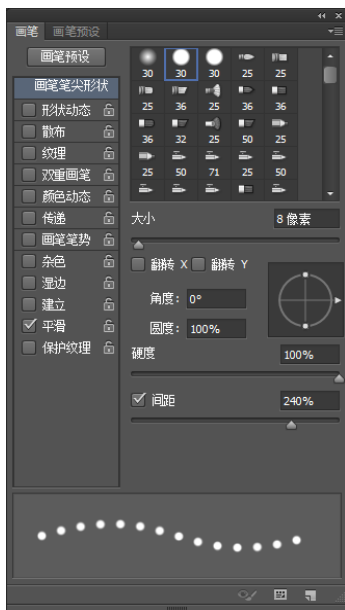 画笔 画笔预设
画笔预设
30 30 30 25 25
画笔笔尖形状
25 36 25 36 36
形状动态
散布
36 32 25 50 25
纹理
双重画笔
25 50 71 25 50
颜色动态
传递
大小 8 像素
画笔笔势
杂色
翻转 X 翻转 Y
湿边
建立
角度: 0°
平滑
圆度: 100%
保护纹理
硬度 100%
间距 240%